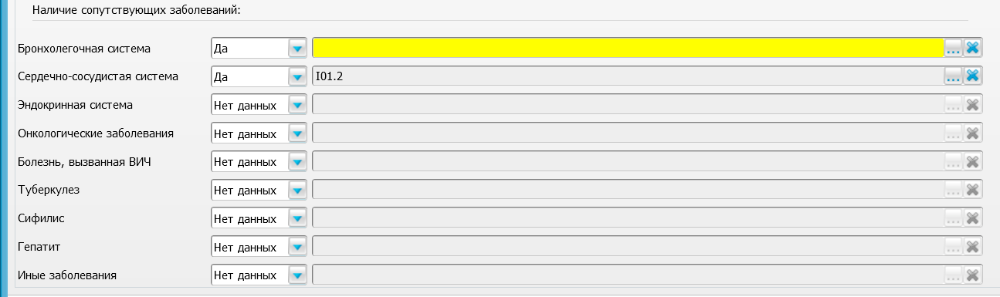 Наличие сопутствующих заболеваний:
Бронхолегочная система Да ...
Сердечно-сосудистая система Да I01.2 ...
Эндокринная система Нет данных ...
Онкологические заболевания Нет данных ...
Болезнь, вызванная ВИЧ Нет данных ...
Туберкулез Нет данных ...
Сифилис Нет данных ...
Гепатит Нет данных ...
Иные заболевания Нет данных ...